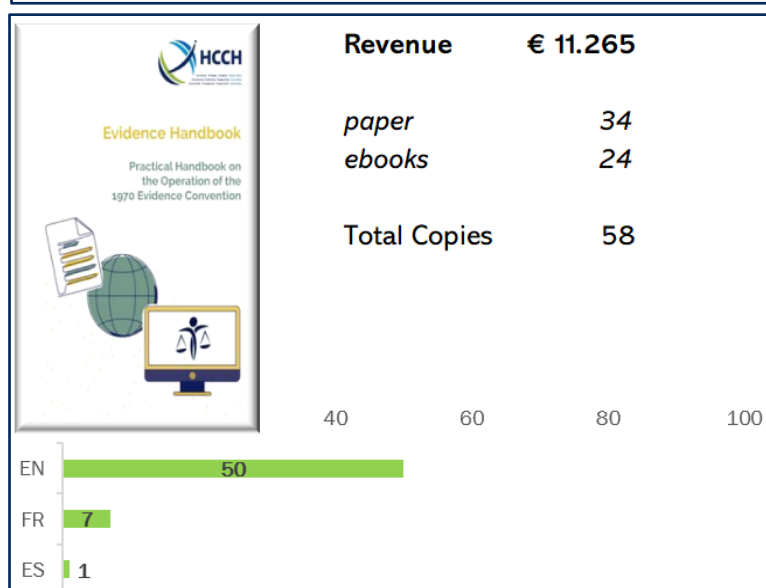 HCCH
Evidence Handbook
Practical Handbook on
the Operation of the
1970 Evidence Convention
Revenue € 11.265
paper 34
ebooks 24
Total Copies 58
40 60 80 100
EN 50
FR 7
ES 1